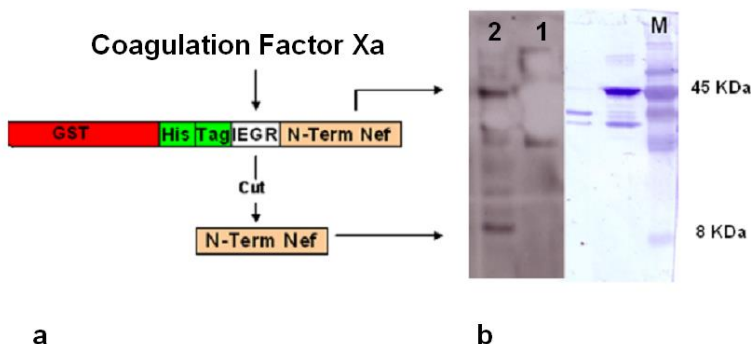 Coagulation Factor Xa
GST His Tag IEGR N-Term Nef
Cut
N-Term Nef
2 1 M
45 KDa
8 KDa
a b